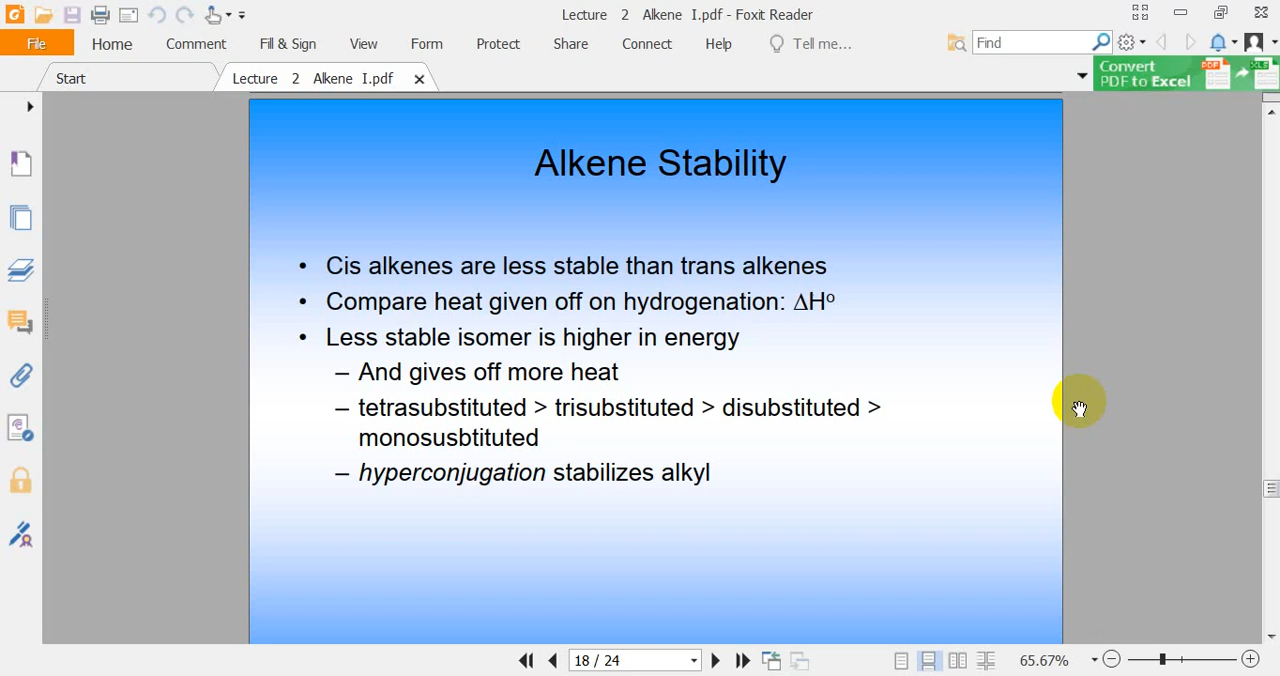 Lecture 2 Alkene I.pdf - Foxit Reader
File Home Comment Fill & Sign View Form Protect Share Connect Help Tell me... Find
Start Lecture 2 Alkene I.pdf
Convert
PDF to Excel
PDF XLS
Alkene Stability
• Cis alkenes are less stable than trans alkenes
• Compare heat given off on hydrogenation: ∆Hº
• Less stable isomer is higher in energy
– And gives off more heat
– tetrasubstituted > trisubstituted > disubstituted >
monosusbtituted
– hyperconjugation stabilizes alkyl
18 / 24 65.67%